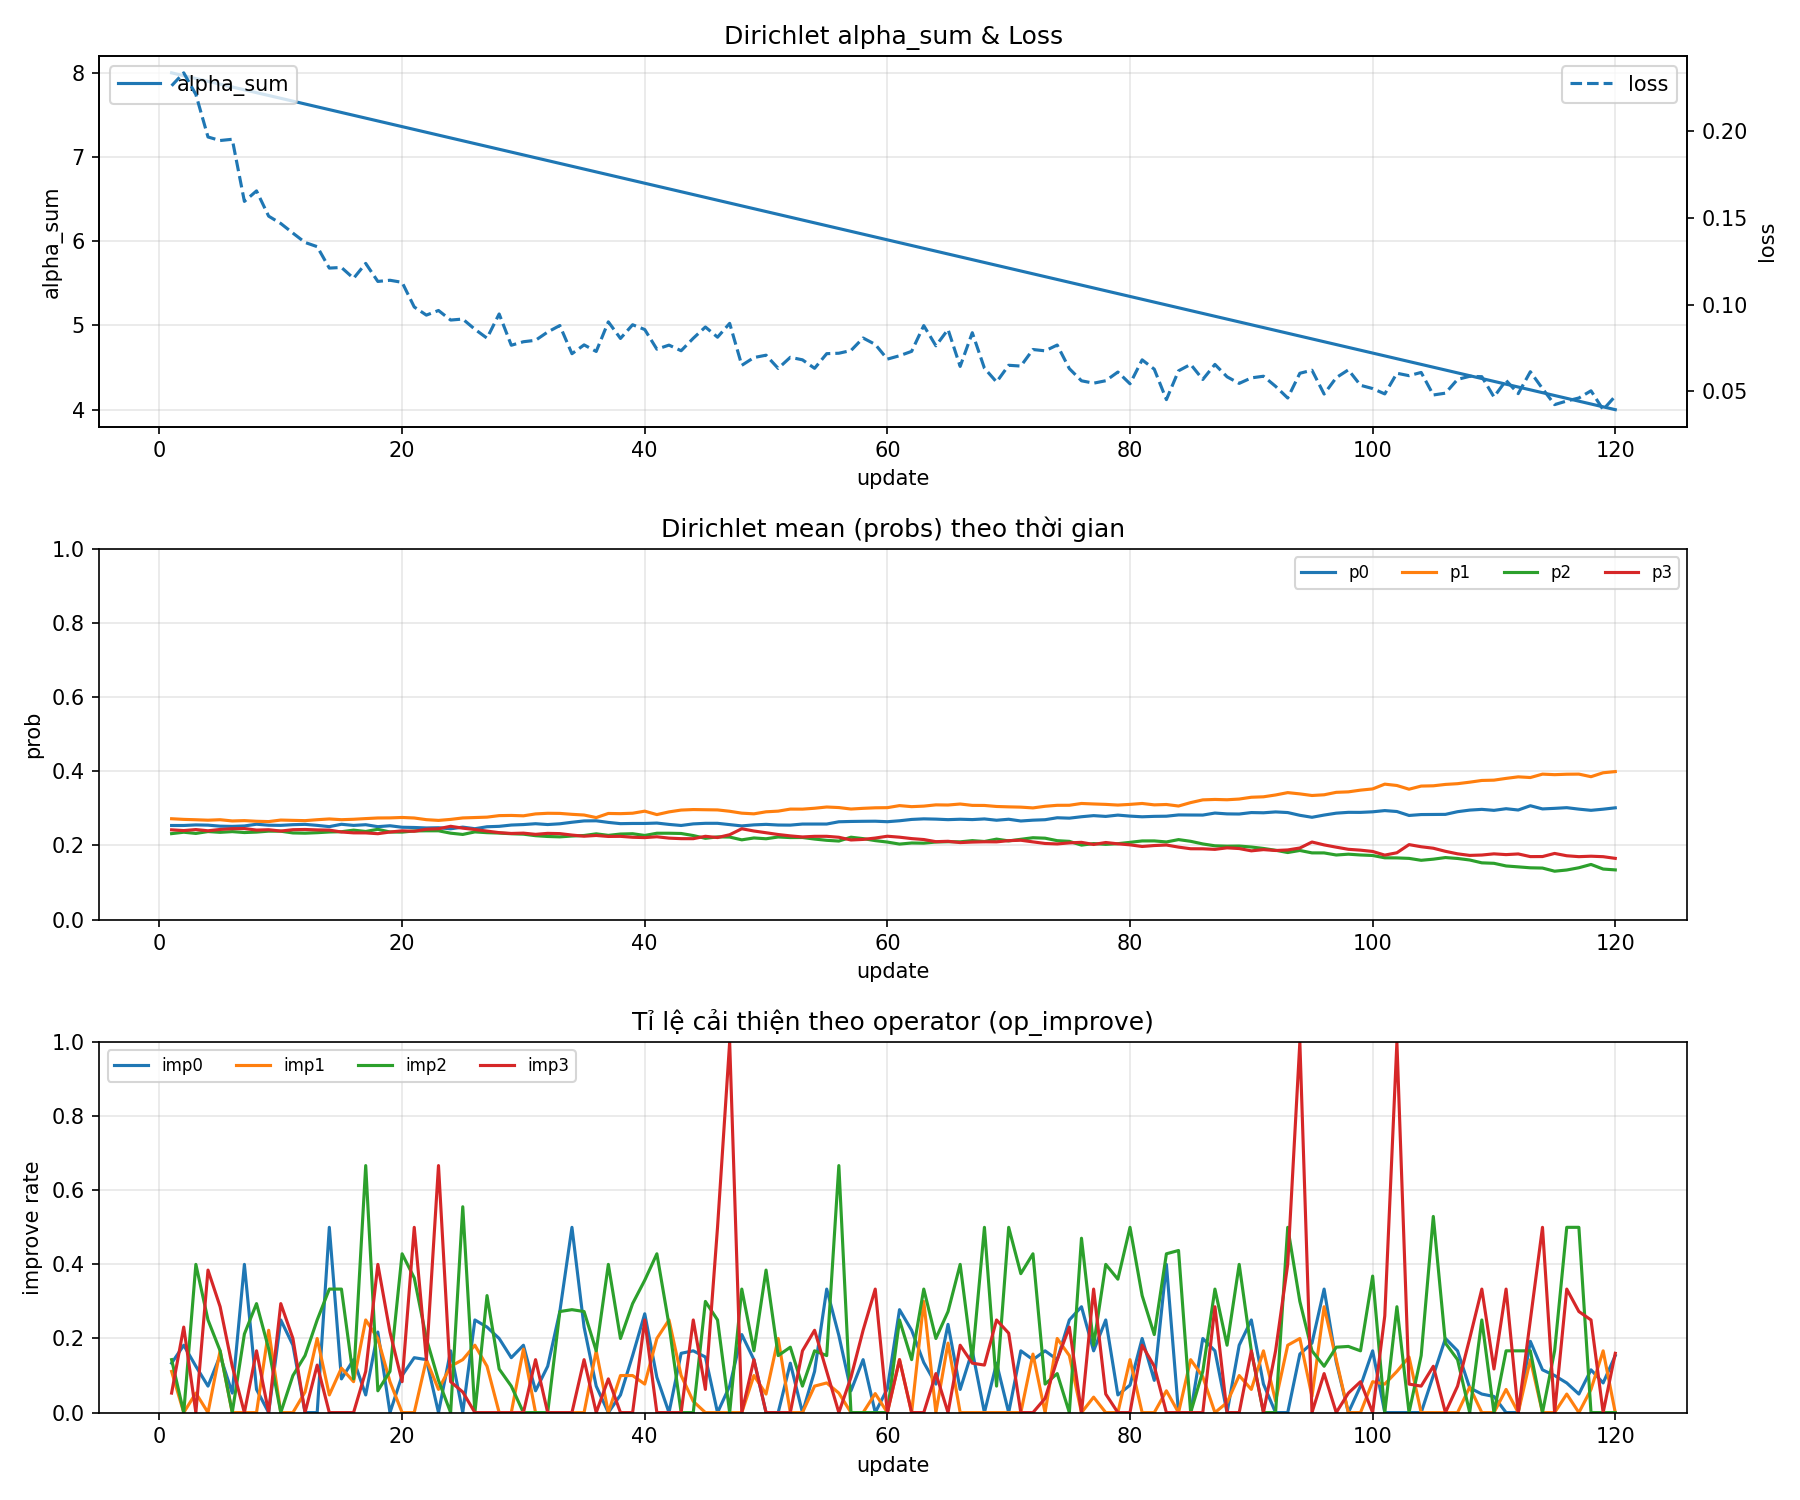 Dirichlet alpha_sum & Loss
alpha_sum
loss
8
7
6
5
4
alpha_sum
0.20
0.15
0.10
0.05
loss
0 20 40 60 80 100 120
update
Dirichlet mean (probs) theo thời gian
p0 p1 p2 p3
1.0
0.8
0.6
0.4
0.2
0.0
prob
0 20 40 60 80 100 120
update
Tỉ lệ cải thiện theo operator (op_improve)
imp0 imp1 imp2 imp3
1.0
0.8
0.6
0.4
0.2
0.0
improve rate
0 20 40 60 80 100 120
update